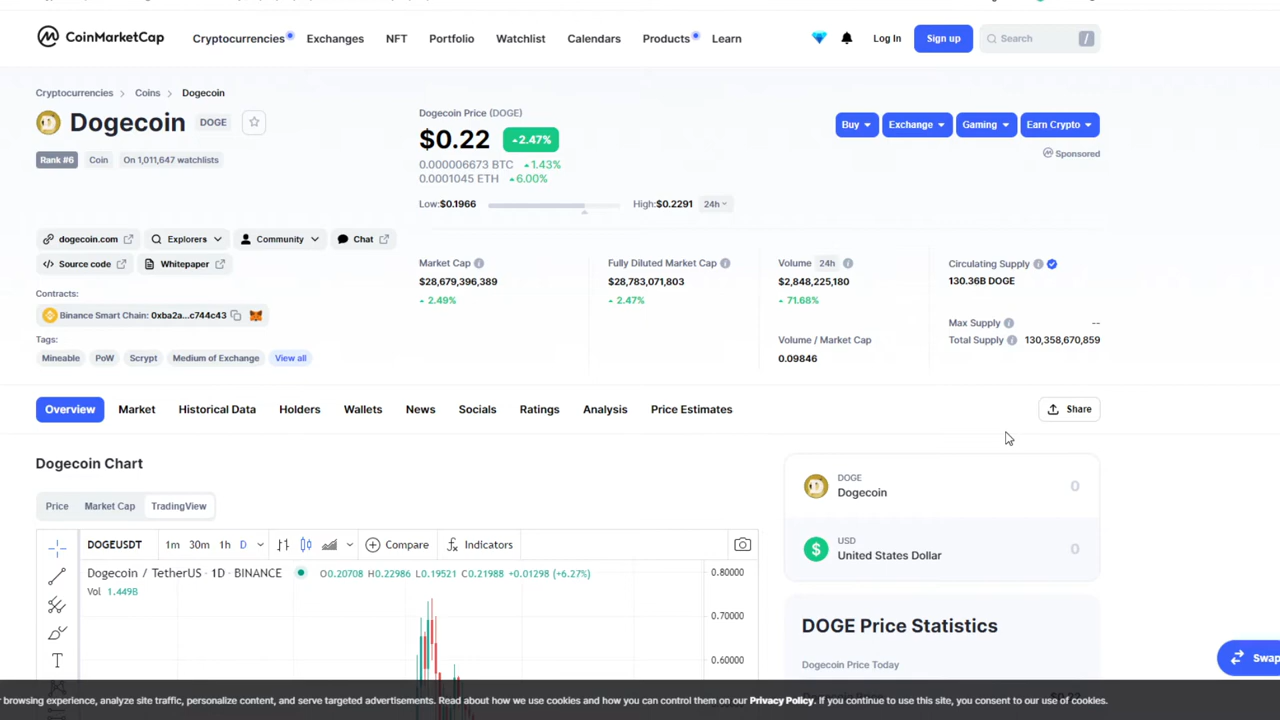 CoinMarketCap
Cryptocurrencies Exchanges NFT Portfolio Watchlist Calendars Products Learn Log In Sign up Search /
Cryptocurrencies > Coins > Dogecoin
Dogecoin DOGE
Rank #6 Coin On 1,011,647 watchlists
Dogecoin Price (DOGE)
$0.22 2.47%
0.000006673 BTC 1.43%
0.0001045 ETH 6.00%
Low:$0.1966 High:$0.2291 24h
Buy Exchange Gaming Earn Crypto
Sponsored
dogecoin.com Explorers Community Chat
Source code Whitepaper
Contracts:
Binance Smart Chain: 0xba2a...c744c43
Tags:
Mineable PoW Scrypt Medium of Exchange View all
Market Cap
$28,679,396,389
2.49%
Fully Diluted Market Cap
$28,783,071,803
2.47%
Volume 24h
$2,848,225,180
71.68%
Volume / Market Cap
0.09846
Circulating Supply
130.36B DOGE
Max Supply --
Total Supply 130,358,670,859
Overview Market Historical Data Holders Wallets News Socials Ratings Analysis Price Estimates Share
Dogecoin Chart
Price Market Cap TradingView
DOGEUSDT 1m 30m 1h D Compare Indicators
Dogecoin / TetherUS · 1D · BINANCE O0.20708 H0.22986 L0.19521 C0.21988 +0.01298 (+6.27%)
Vol 1.449B
0.80000
0.70000
0.60000
T
DOGE
Dogecoin 0
$ USD
United States Dollar 0
DOGE Price Statistics
Dogecoin Price Today
Swap
r browsing experience, analyze site traffic, personalize content, and serve targeted advertisements. Read about how we use cookies and how you can control them on our Privacy Policy. If you continue to use this site, you consent to our use of cookies.